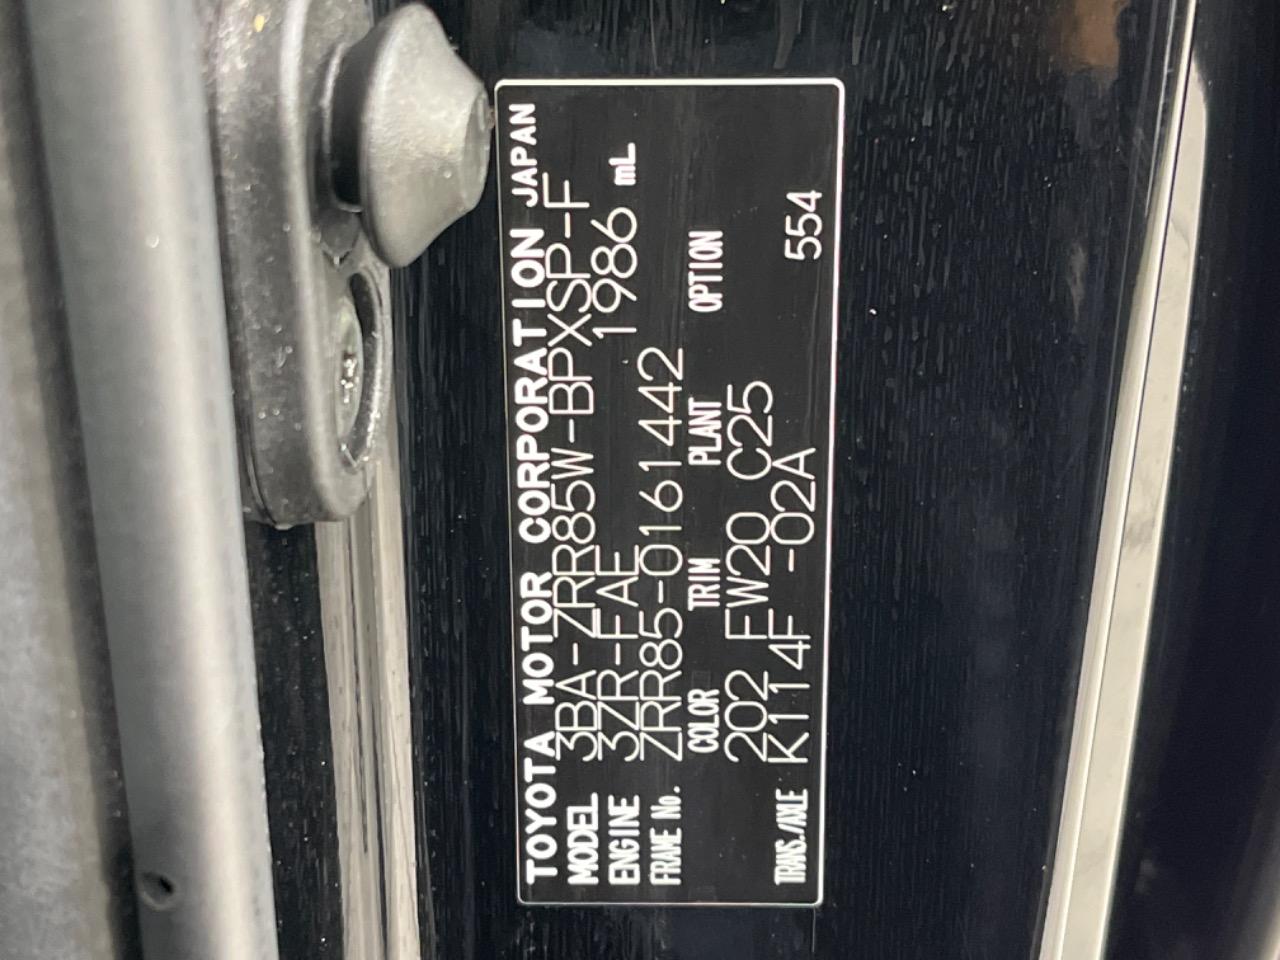 TOYOTA MOTOR CORPORATION JAPAN
MODEL 3BA-ZRR85W-BPXSP-F
ENGINE 3ZR-FAE 1986 mL
FRAME No. ZRR85-0161442
COLOR TRIM PLANT OPTION
202 FW20 C25
TRANS./AXLE K114F -02A 554